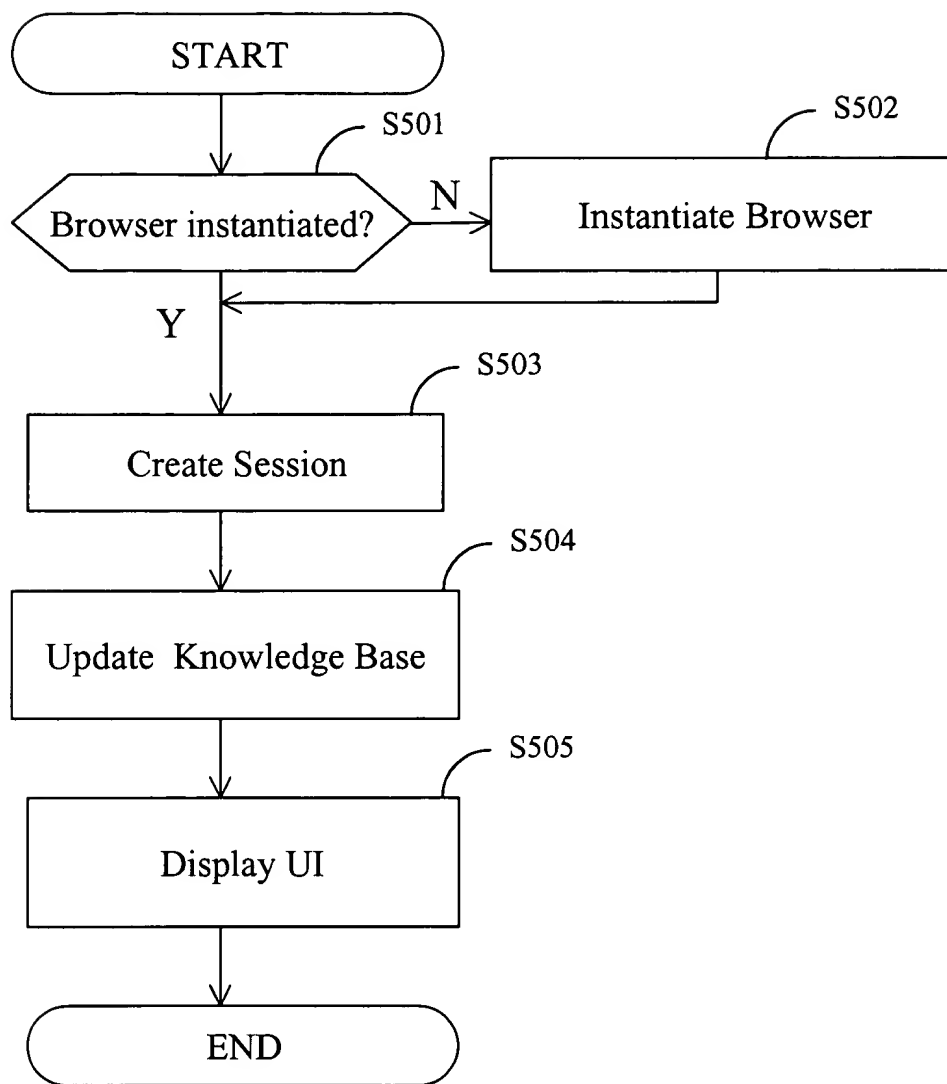 START
S501
S502
Browser instantiated?
N
Instantiate Browser
Y
S503
Create Session
S504
Update Knowledge Base
S505
Display UI
END